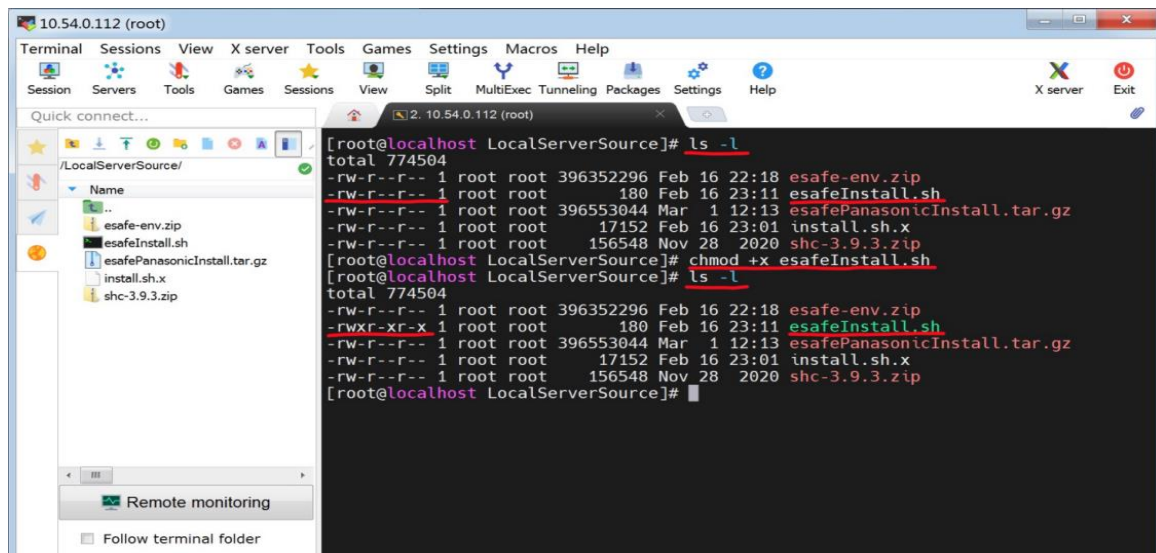 10.54.0.112 (root)
Terminal Sessions View X server Tools Games Settings Macros Help
Session Servers Tools Games Sessions View Split MultiExec Tunneling Packages Settings Help X server Exit
Quick connect...
2. 10.54.0.112 (root)
/LocalServerSource/
Name
..
esafe-env.zip
esafeInstall.sh
esafePanasonicInstall.tar.gz
install.sh.x
shc-3.9.3.zip
Remote monitoring
Follow terminal folder
[root@localhost LocalServerSource]# ls -l
total 774504
-rw-r--r-- 1 root root 396352296 Feb 16 22:18 esafe-env.zip
-rw-r--r-- 1 root root 180 Feb 16 23:11 esafeInstall.sh
-rw-r--r-- 1 root root 396553044 Mar 1 12:13 esafePanasonicInstall.tar.gz
-rw-r--r-- 1 root root 17152 Feb 16 23:01 install.sh.x
-rw-r--r-- 1 root root 156548 Nov 28 2020 shc-3.9.3.zip
[root@localhost LocalServerSource]# chmod +x esafeInstall.sh
[root@localhost LocalServerSource]# ls -l
total 774504
-rw-r--r-- 1 root root 396352296 Feb 16 22:18 esafe-env.zip
-rwxr-xr-x 1 root root 180 Feb 16 23:11 esafeInstall.sh
-rw-r--r-- 1 root root 396553044 Mar 1 12:13 esafePanasonicInstall.tar.gz
-rw-r--r-- 1 root root 17152 Feb 16 23:01 install.sh.x
-rw-r--r-- 1 root root 156548 Nov 28 2020 shc-3.9.3.zip
[root@localhost LocalServerSource]#